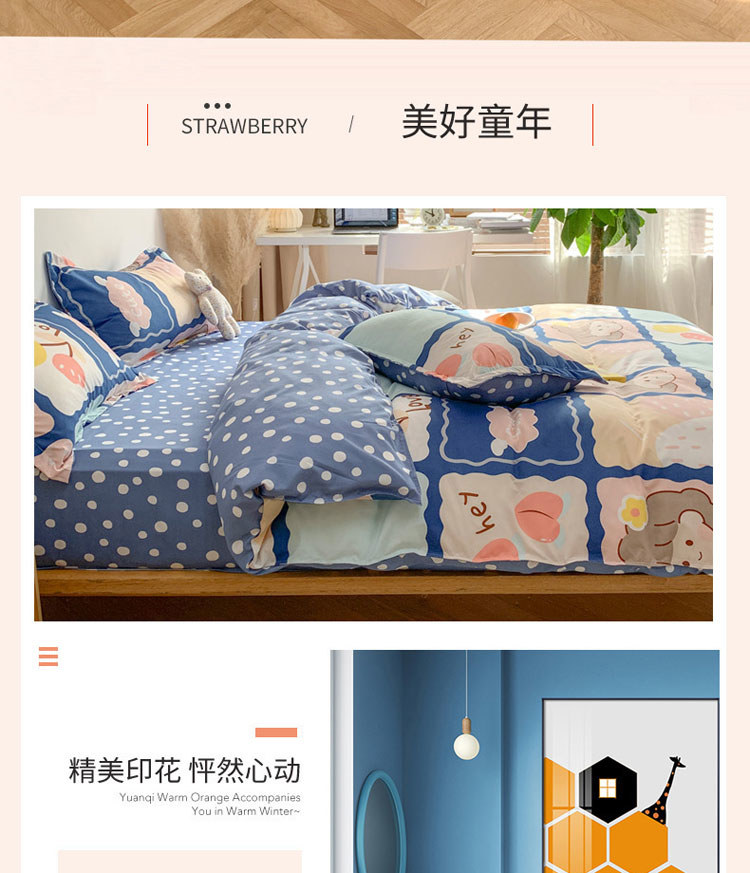 STRAWBERRY / 美好童年
hey
love
hey
精美印花 怦然心动
Yuanqi Warm Orange Accompanies
You in Warm Winter~